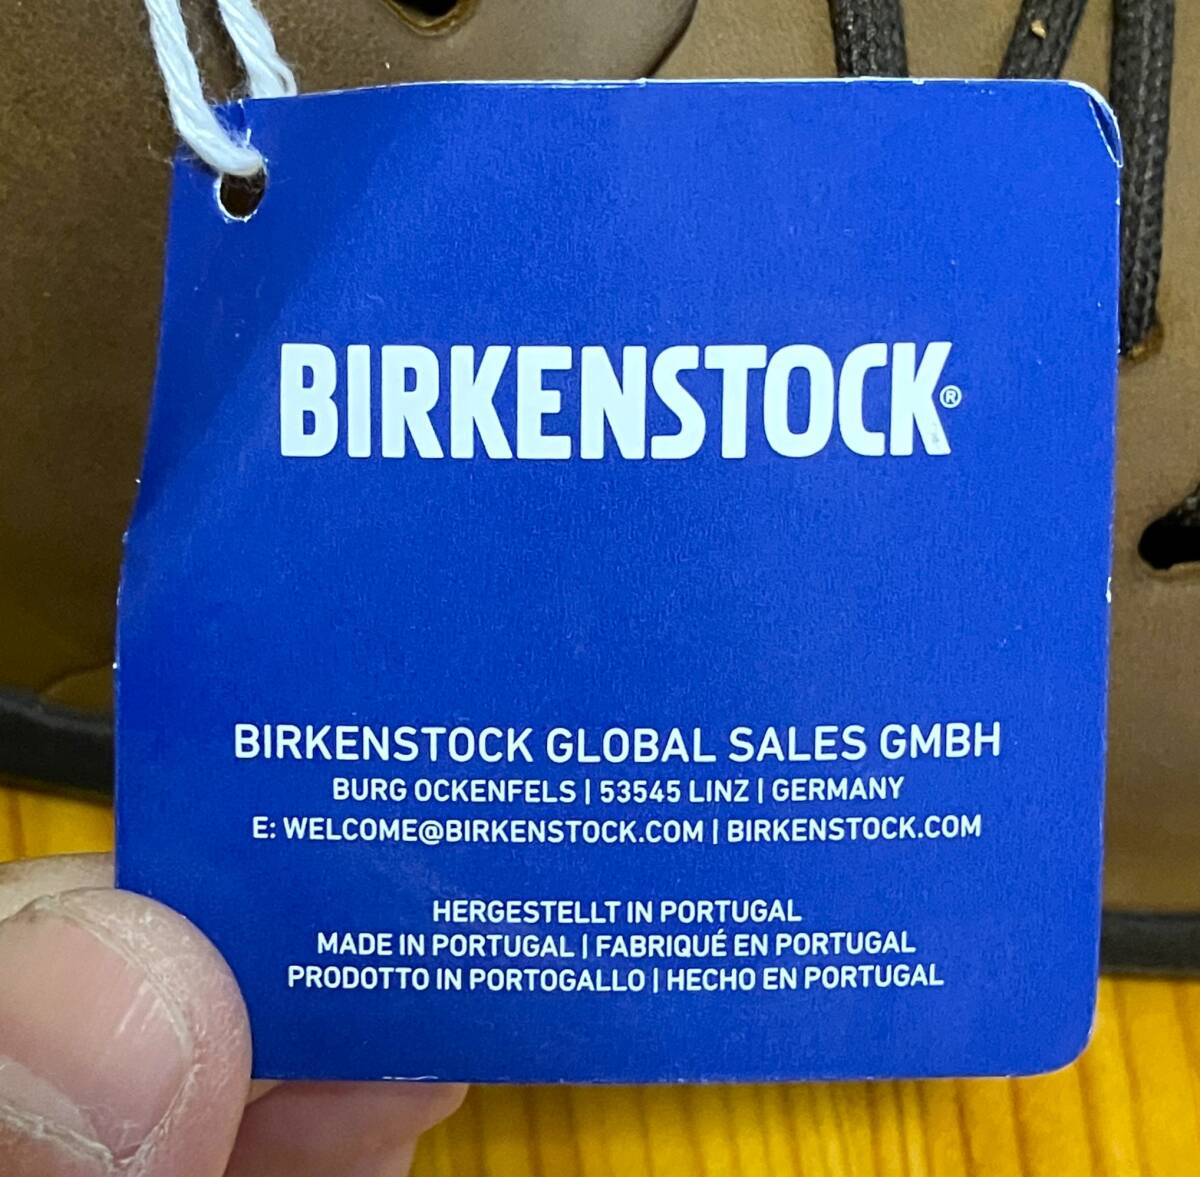 BIRKENSTOCK®
BIRKENSTOCK GLOBAL SALES GMBH
BURG OCKENFELS | 53545 LINZ | GERMANY
E: WELCOME@BIRKENSTOCK.COM | BIRKENSTOCK.COM
HERGESTELLT IN PORTUGAL
MADE IN PORTUGAL | FABRIQUÉ EN PORTUGAL
PRODOTTO IN PORTOGALLO | HECHO EN PORTUGAL